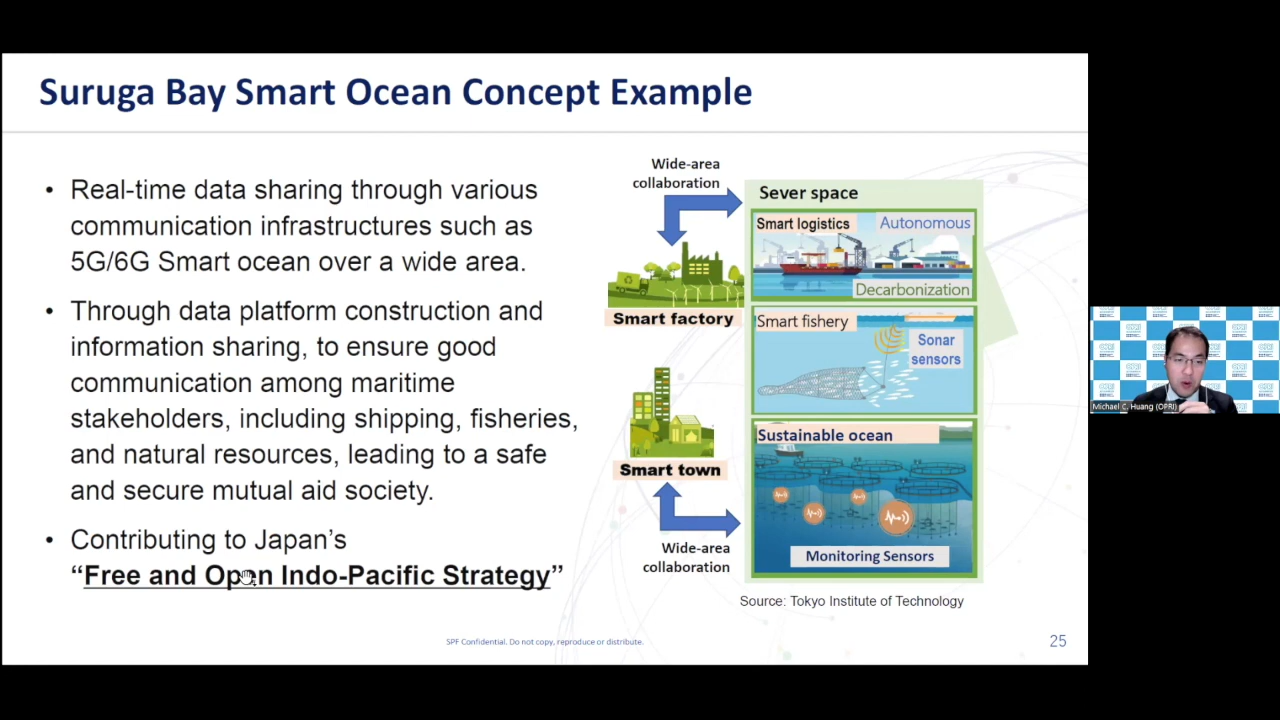 Suruga Bay Smart Ocean Concept Example
• Real-time data sharing through various
communication infrastructures such as
5G/6G Smart ocean over a wide area.
• Through data platform construction and
information sharing, to ensure good
communication among maritime
stakeholders, including shipping, fisheries,
and natural resources, leading to a safe
and secure mutual aid society.
• Contributing to Japan's
“Free and Open Indo-Pacific Strategy”
Wide-area
collaboration
Smart factory
Smart town
Wide-area
collaboration
Sever space
Smart logistics
Autonomous
Decarbonization
Smart fishery
Sonar
sensors
Sustainable ocean
Monitoring Sensors
Source: Tokyo Institute of Technology
SPF Confidential. Do not copy, reproduce or distribute.
25
OPRI
Michael C. Huang (OPRI)